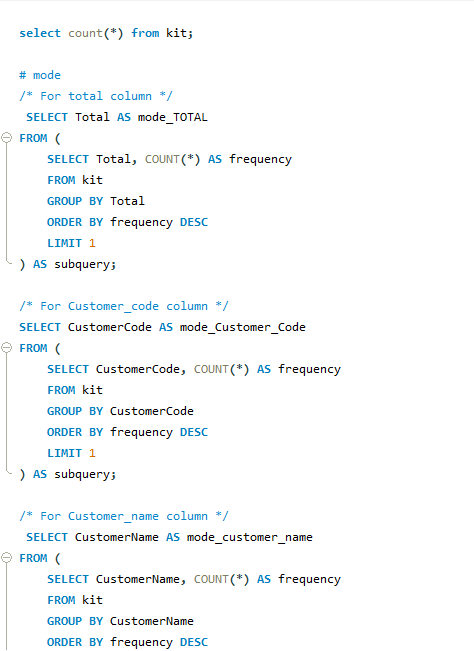 select count(*) from kit;
# mode
/* For total column */
SELECT Total AS mode_TOTAL
FROM (
SELECT Total, COUNT(*) AS frequency
FROM kit
GROUP BY Total
ORDER BY frequency DESC
LIMIT 1
) AS subquery;
/* For Customer_code column */
SELECT CustomerCode AS mode_Customer_Code
FROM (
SELECT CustomerCode, COUNT(*) AS frequency
FROM kit
GROUP BY CustomerCode
ORDER BY frequency DESC
LIMIT 1
) AS subquery;
/* For Customer_name column */
SELECT CustomerName AS mode_customer_name
FROM (
SELECT CustomerName, COUNT(*) AS frequency
FROM kit
GROUP BY CustomerName
ORDER BY frequency DESC